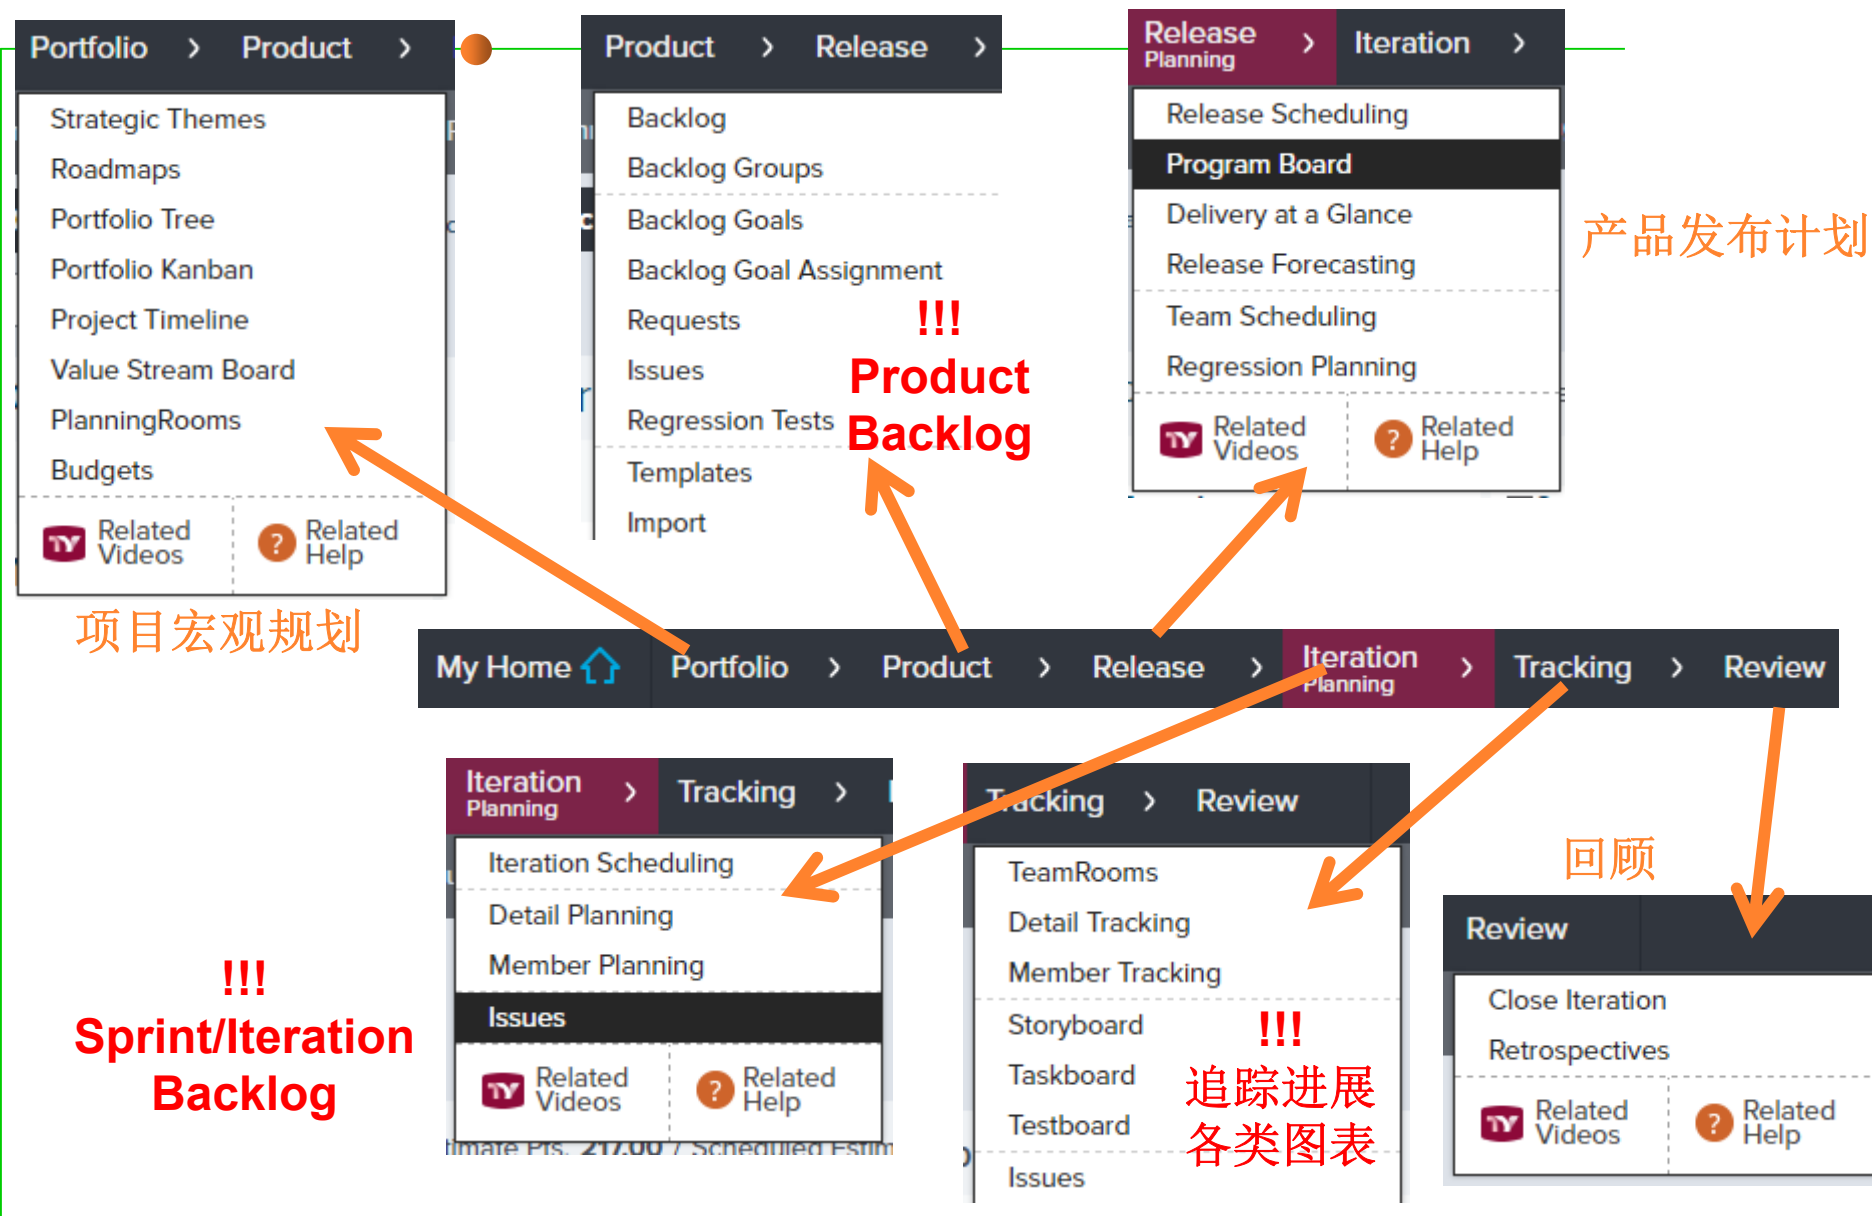 Portfolio > Product >
Strategic Themes
Roadmaps
Portfolio Tree
Portfolio Kanban
Project Timeline
Value Stream Board
PlanningRooms
Budgets
Related Videos
Related Help
项目宏观规划
Product > Release >
Backlog
Backlog Groups
Backlog Goals
Backlog Goal Assignment
Requests
Issues
Regression Tests
Templates
Import
!!!
Product
Backlog
Release Planning > Iteration >
Release Scheduling
Program Board
Delivery at a Glance
Release Forecasting
Team Scheduling
Regression Planning
Related Videos
Related Help
产品发布计划
My Home Portfolio > Product > Release > Iteration Planning > Tracking > Review
Iteration Planning > Tracking >
Iteration Scheduling
Detail Planning
Member Planning
Issues
Related Videos
Related Help
!!!
Sprint/Iteration
Backlog
Tracking > Review
TeamRooms
Detail Tracking
Member Tracking
Storyboard
Taskboard
Testboard
Issues
!!!
追踪进展
各类图表
回顾
Review
Close Iteration
Retrospectives
Related Videos
Related Help